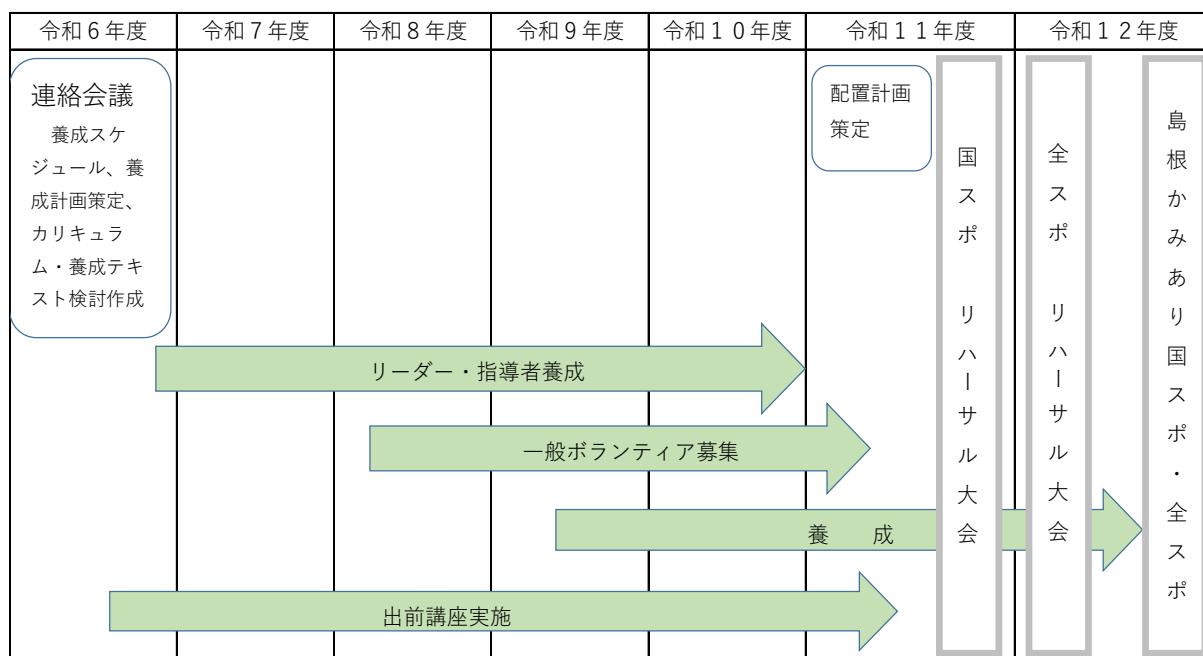 令和６年度
令和７年度
令和８年度
令和９年度
令和１０年度
令和１１年度
令和１２年度
連絡会議
養成スケ
ジュール、養
成計画策定、
カリキュラ
ム・養成テキ
スト検討作成
配置計画
策定
国スポ　リハーサル大会
全スポ　リハーサル大会
島根かみあり国スポ・全スポ
リーダー・指導者養成
一般ボランティア募集
養　成
出前講座実施